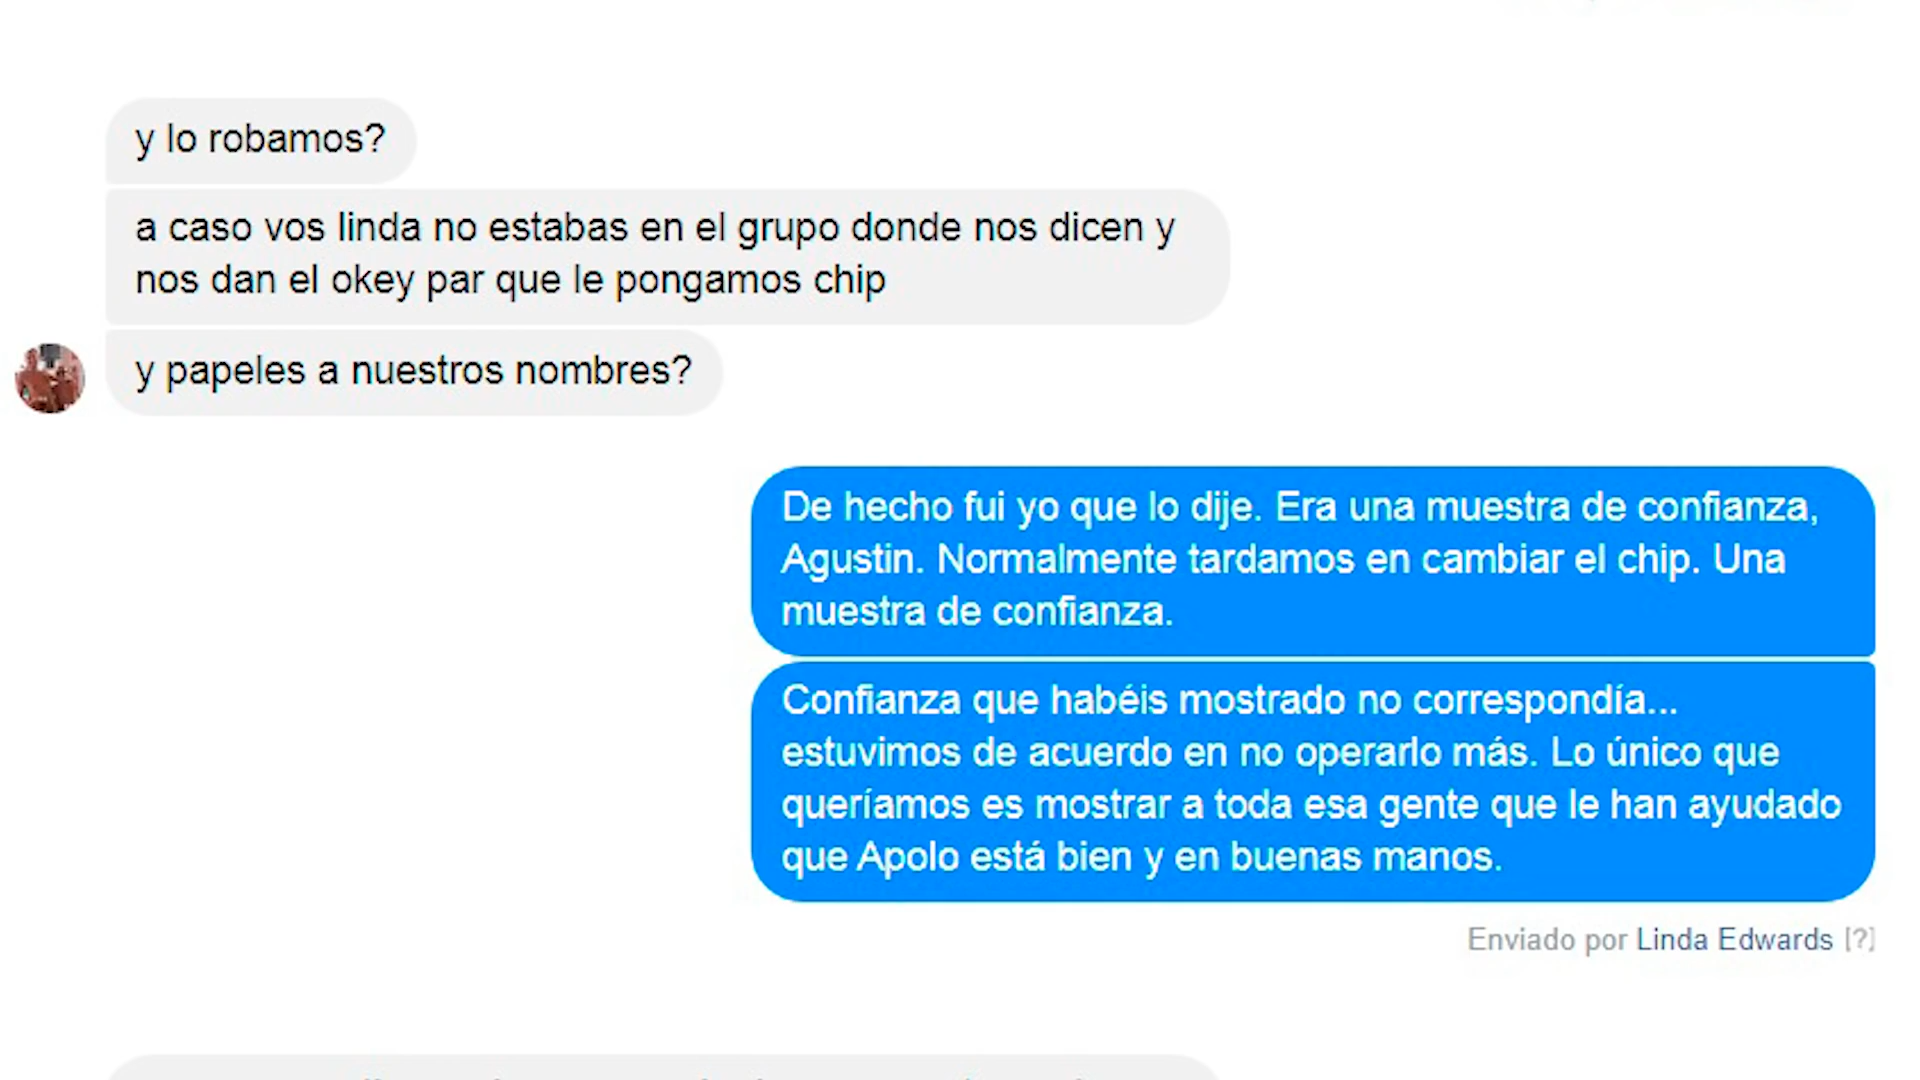 y lo robamos?
a caso vos linda no estabas en el grupo donde nos dicen y
nos dan el okey par que le pongamos chip
y papeles a nuestros nombres?
De hecho fui yo que lo dije. Era una muestra de confianza,
Agustin. Normalmente tardamos en cambiar el chip. Una
muestra de confianza.
Confianza que habéis mostrado no correspondía...
estuvimos de acuerdo en no operarlo más. Lo único que
queríamos es mostrar a toda esa gente que le han ayudado
que Apolo está bien y en buenas manos.
Enviado por Linda Edwards [?]